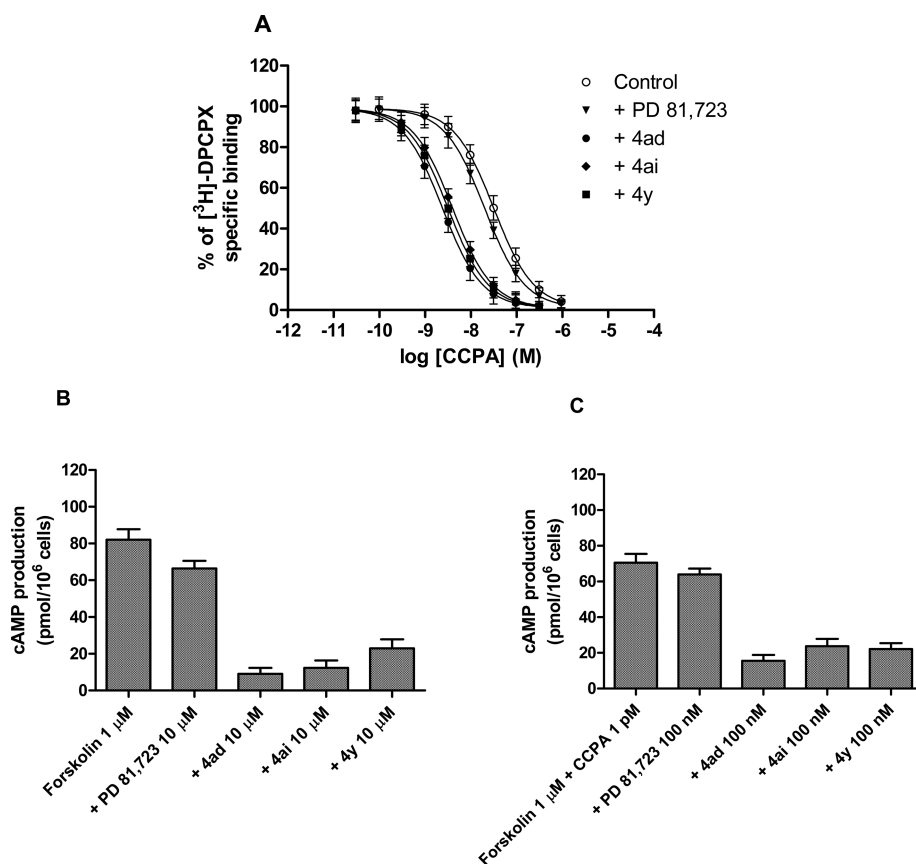 A
% of [³H]-DPCPX
specific binding
120
100
80
60
40
20
0
-12 -11 -10 -9 -8 -7 -6 -5 -4
log [CCPA] (M)
Control
+ PD 81,723
+ 4ad
+ 4ai
+ 4y
B
cAMP production
(pmol/10⁶ cells)
120
100
80
60
40
20
0
Forskolin 1 μM
+ PD 81,723 10 μM
+ 4ad 10 μM
+ 4ai 10 μM
+ 4y 10 μM
C
cAMP production
(pmol/10⁶ cells)
120
100
80
60
40
20
0
Forskolin 1 μM + CCPA 1 pM
+ PD 81,723 100 nM
+ 4ad 100 nM
+ 4ai 100 nM
+ 4y 100 nM